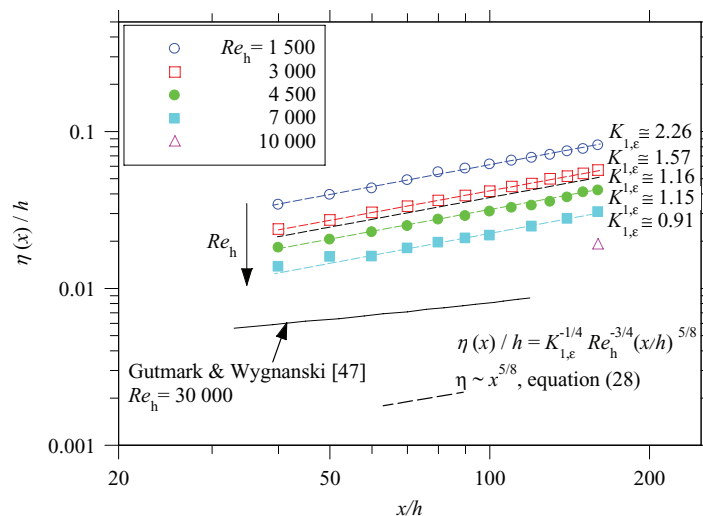 Re_h = 1 500
3 000
4 500
7 000
10 000
η (x) / h
0.1
0.01
0.001
20
50
100
200
x/h
Re_h
K_1,ε ≅ 2.26
K_1,ε ≅ 1.57
K_1,ε ≅ 1.16
K_1,ε ≅ 1.15
K_1,ε ≅ 0.91
Gutmark & Wygnanski [47]
Re_h = 30 000
η (x) / h = K_1,ε^-1/4 Re_h^-3/4 (x/h)^5/8
η ~ x^5/8, equation (28)